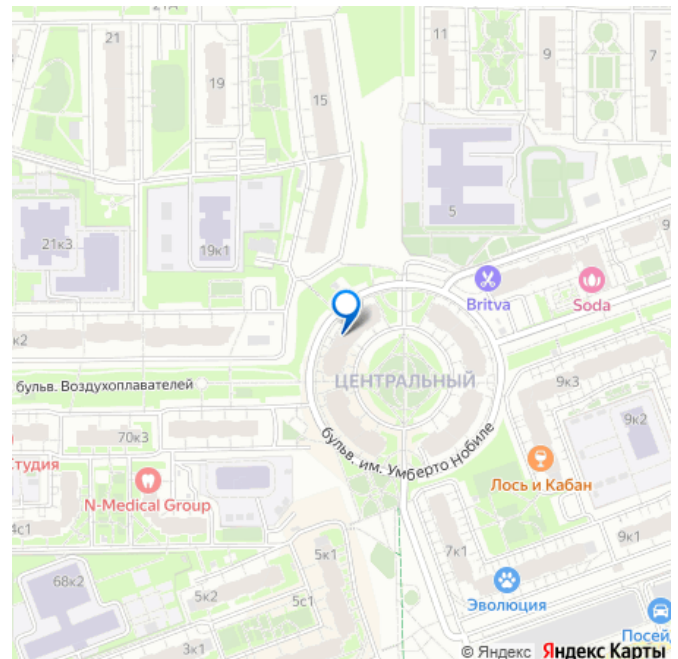 21А
21
19
15
11
9
7
5
21к3
19к1
9
Britva
Soda
к2
бульв. Воздухоплавателей
ЦЕНТРАЛЬНЫЙ
9к3
9к2
70к3
студия
бульв. им. Умберто Нобиле
Лось и Кабан
N-Medical Group
4с1
5к1
7к1
9к1
68к2
5к2
5с1
Эволюция
3к1
Посей
© Яндекс Яндекс Карты